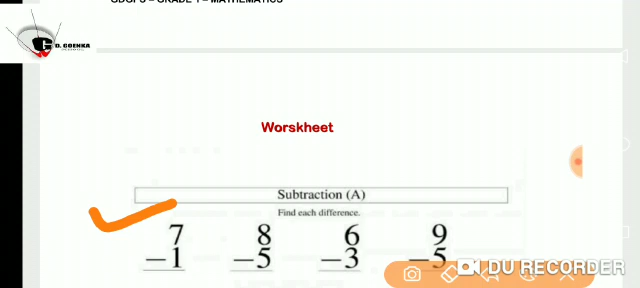 GDGPS – GRADE 1 – MATHEMATICS
G D. GOENKA
Worskheet
Subtraction (A)
Find each difference.
7 8 6 9
−1 −5 −3 −5
DU RECORDER